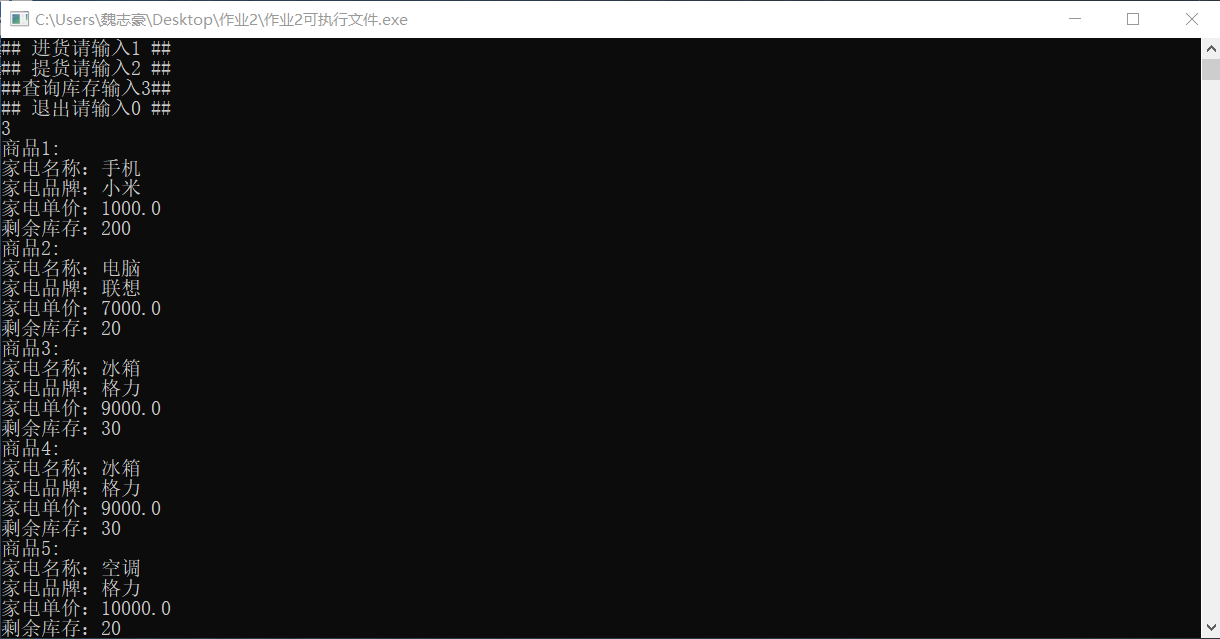 C:\Users\魏志豪\Desktop\作业2\作业2可执行文件.exe
## 进货请输入1 ##
## 提货请输入2 ##
##查询库存输入3##
## 退出请输入0 ##
3
商品1:
家电名称：手机
家电品牌：小米
家电单价：1000.0
剩余库存：200
商品2:
家电名称：电脑
家电品牌：联想
家电单价：7000.0
剩余库存：20
商品3:
家电名称：冰箱
家电品牌：格力
家电单价：9000.0
剩余库存：30
商品4:
家电名称：冰箱
家电品牌：格力
家电单价：9000.0
剩余库存：30
商品5:
家电名称：空调
家电品牌：格力
家电单价：10000.0
剩余库存：20